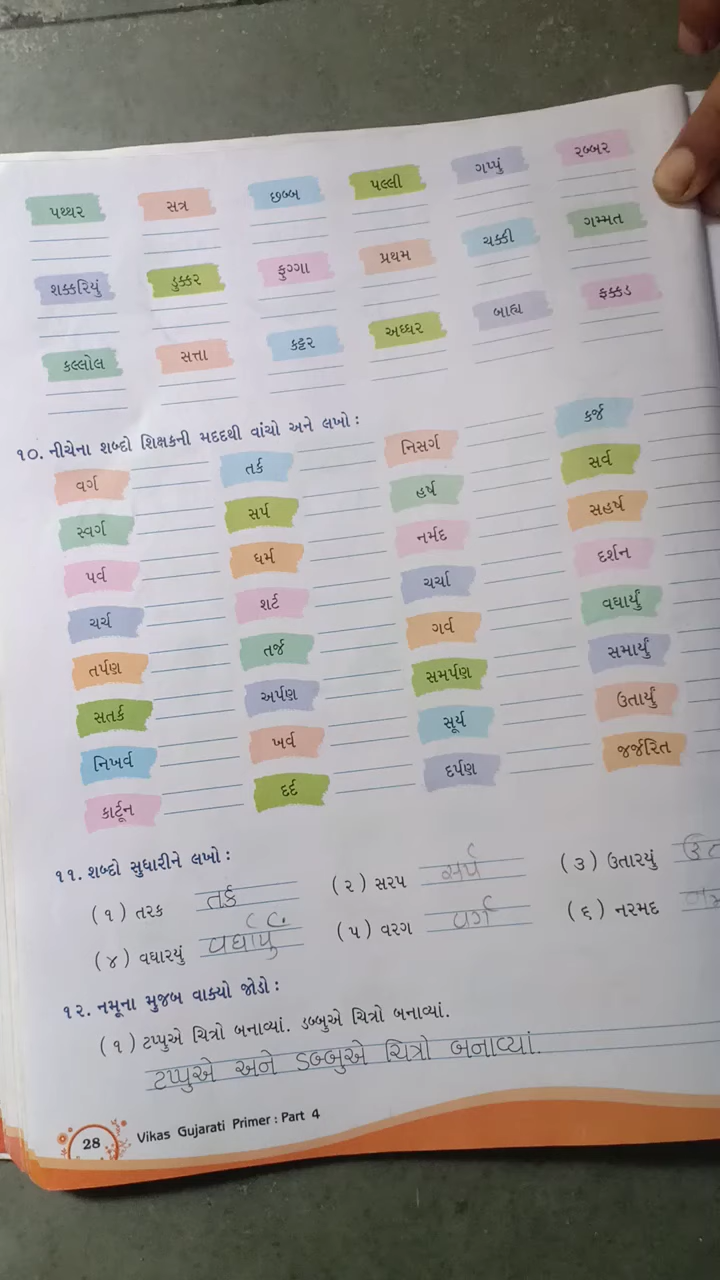 પથ્થર સત્ર છબ્બ પલ્લી ગપ્પું રબ્બર
શક્કરિયું ડુક્કર ફુગ્ગા પ્રથમ ચક્કી ગમ્મત
કલ્લોલ સત્તા કટ્ટર અધ્ધર બાહ્ય ફક્કડ
૧૦. નીચેના શબ્દો શિક્ષકની મદદથી વાંચો અને લખો :
વર્ગ તર્ક નિસર્ગ કર્જ
સ્વર્ગ સર્પ હર્ષ સર્વ
પર્વ ધર્મ નર્મદ સહર્ષ
ચર્ચ શર્ટ ચર્ચા દર્શન
તર્પણ તર્જ ગર્વ વઘાર્યું
સતર્ક અર્પણ સમર્પણ સમાર્યું
નિખર્વ ખર્વ સૂર્ય ઉતાર્યું
કાર્ટૂન દર્દ દર્પણ જર્જરિત
૧૧. શબ્દો સુધારીને લખો :
(૧) તરક તર્ક (૨) સરપ સર્પ (૩) ઉતારયું
(૪) વઘારયું વઘાર્યું (૫) વરગ વર્ગ (૬) નરમદ
૧૨. નમૂના મુજબ વાક્યો જોડો :
(૧) ટપ્પુએ ચિત્રો બનાવ્યાં. ડબ્બુએ ચિત્રો બનાવ્યાં.
ટપ્પુએ અને ડબ્બુએ ચિત્રો બનાવ્યાં.
28 Vikas Gujarati Primer : Part 4